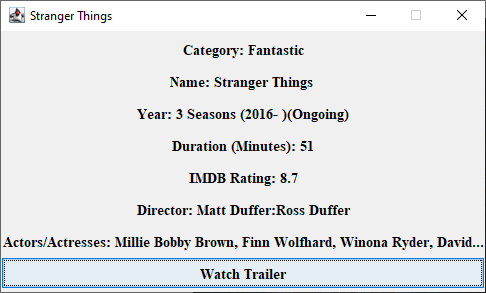 Stranger Things
Category: Fantastic
Name: Stranger Things
Year: 3 Seasons (2016- )(Ongoing)
Duration (Minutes): 51
IMDB Rating: 8.7
Director: Matt Duffer:Ross Duffer
Actors/Actresses: Millie Bobby Brown, Finn Wolfhard, Winona Ryder, David...
Watch Trailer